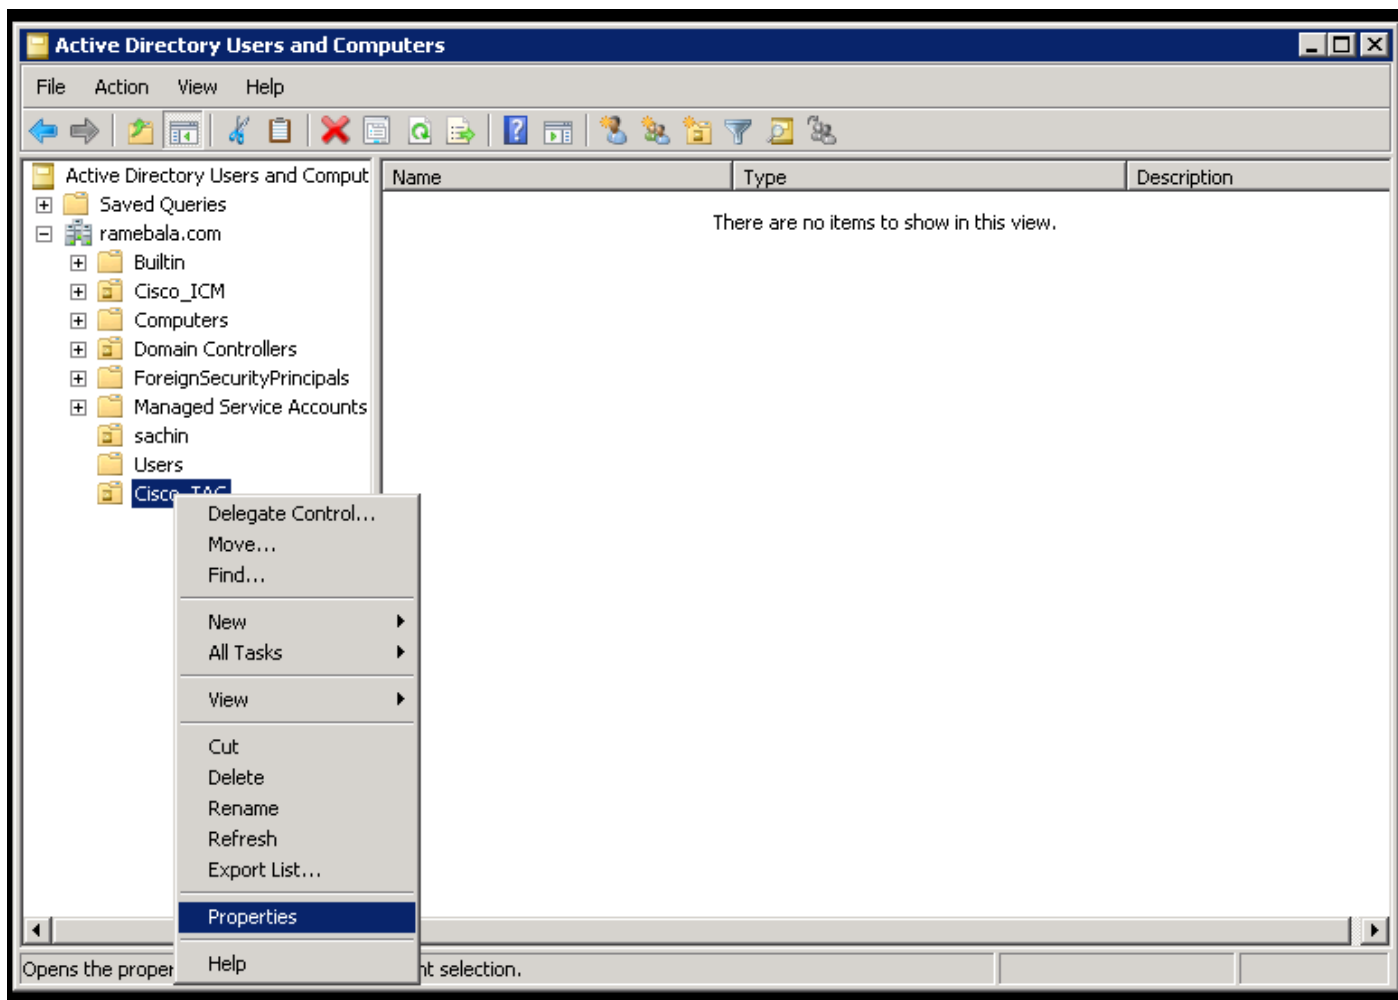 Active Directory Users and Computers
File Action View Help
Active Directory Users and Comput
Name Type Description
Saved Queries
There are no items to show in this view.
ramebala.com
Builtin
Cisco_ICM
Computers
Domain Controllers
ForeignSecurityPrincipals
Managed Service Accounts
sachin
Users
Cisco_TAC
Delegate Control...
Move...
Find...
New
All Tasks
View
Cut
Delete
Rename
Refresh
Export List...
Properties
Help
Opens the proper nt selection.